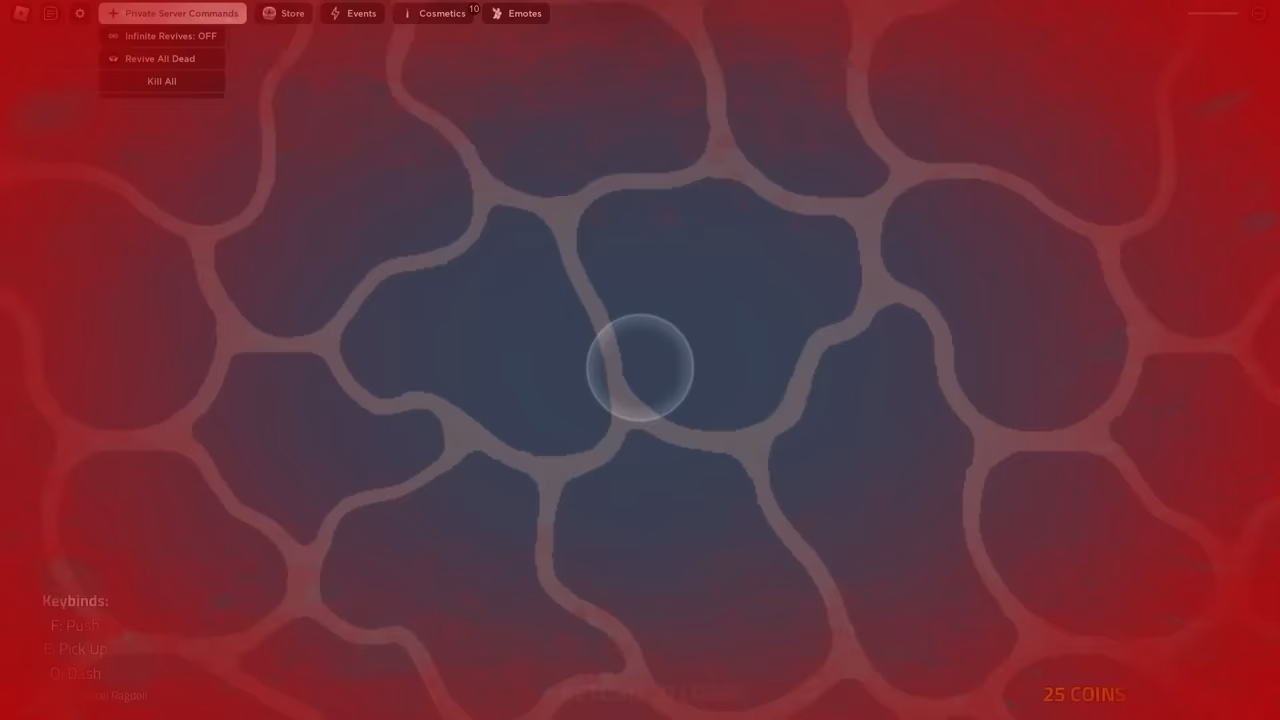 Private Server Commands
Store
Events
Cosmetics
10
Emotes
Infinite Revives: OFF
Revive All Dead
Kill All
Keybinds:
F: Push
E: Pick Up
Q: Dash
Ragdoll
25 COINS